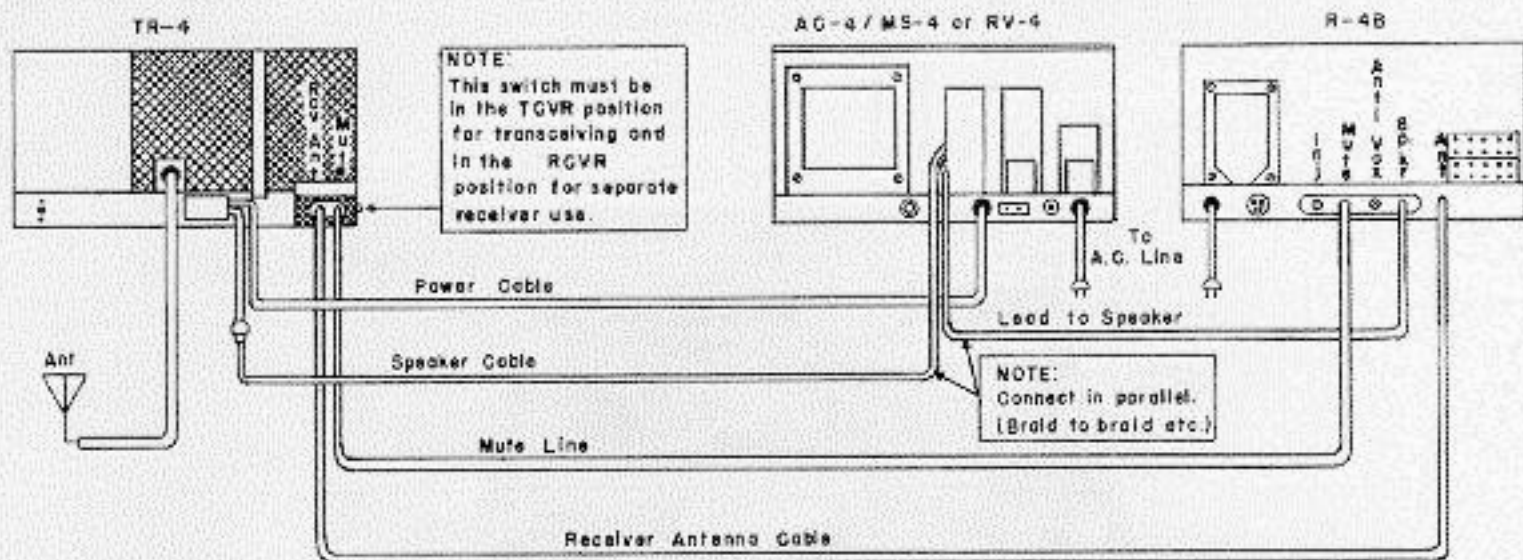 TR-4
AC-4 / MS-4 or RV-4
R-4B
Rcv Ant
Mute
NOTE:
This switch must be
in the TCVR position
for transceiving and
in the RCVR
position for separate
receiver use.
Inj
Mute
Anti Vox
Spkr
Ant
To
A.C. Line
Power Cable
Lead to Speaker
Speaker Cable
Ant
NOTE:
Connect in parallel.
(Braid to braid etc.)
Mute Line
Receiver Antenna Cable